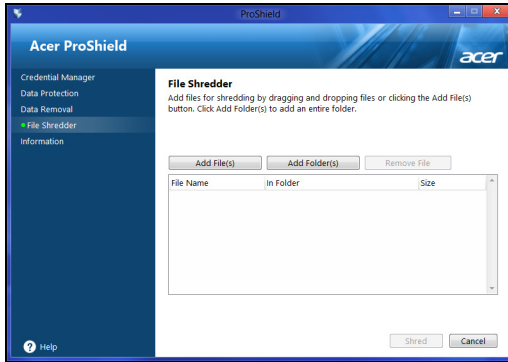 ProShield
Acer ProShield
acer
Credential Manager
Data Protection
Data Removal
File Shredder
Information
File Shredder
Add files for shredding by dragging and dropping files or clicking the Add File(s)
button. Click Add Folder(s) to add an entire folder.
Add File(s) Add Folder(s) Remove File
File Name In Folder Size
Shred Cancel
? Help